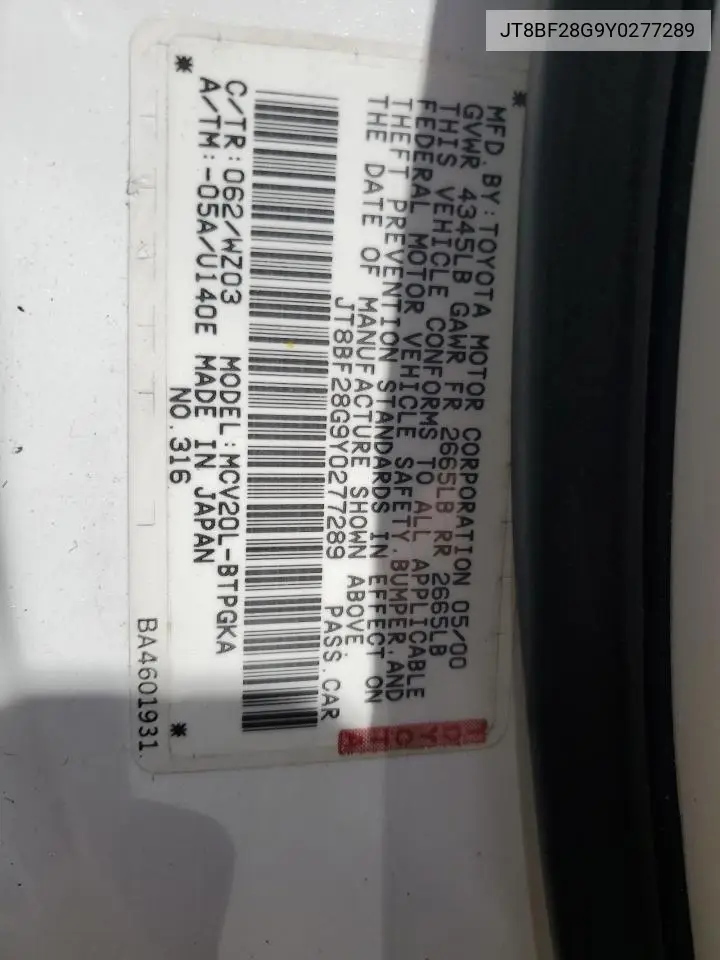 JT8BF28G9Y0277289
MFD. BY: TOYOTA MOTOR CORPORATION 05/00
GVWR 4345LB GAWR FR 2665LB RR 2665LB
THIS VEHICLE CONFORMS TO ALL APPLICABLE
FEDERAL MOTOR VEHICLE SAFETY, BUMPER, AND
THEFT PREVENTION STANDARDS IN EFFECT ON
THE DATE OF MANUFACTURE SHOWN ABOVE.
JT8BF28G9Y0277289 PASS. CAR
C/TR: 062/WZ03 MODEL: MCV20L-BTPGKA
A/TM: -05A/U140E MADE IN JAPAN
NO. 316
BA4601931.